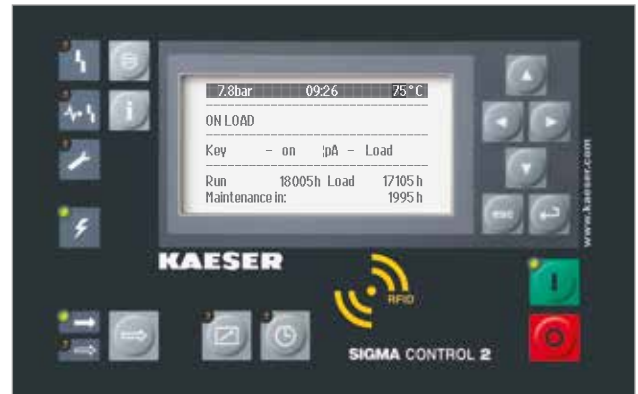 7.8bar 09:26 75°C
ON LOAD
Key - on ¦pA - Load
Run 18005h Load 17105h
Maintenance in: 1995h
esc
www.kaeser.com
KAESER
RFID
I
O
SIGMA CONTROL 2